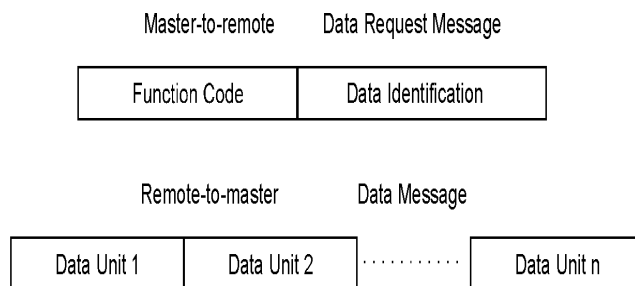 Master-to-remote Data Request Message
Function Code Data Identification
Remote-to-master Data Message
Data Unit 1 Data Unit 2 ........... Data Unit n